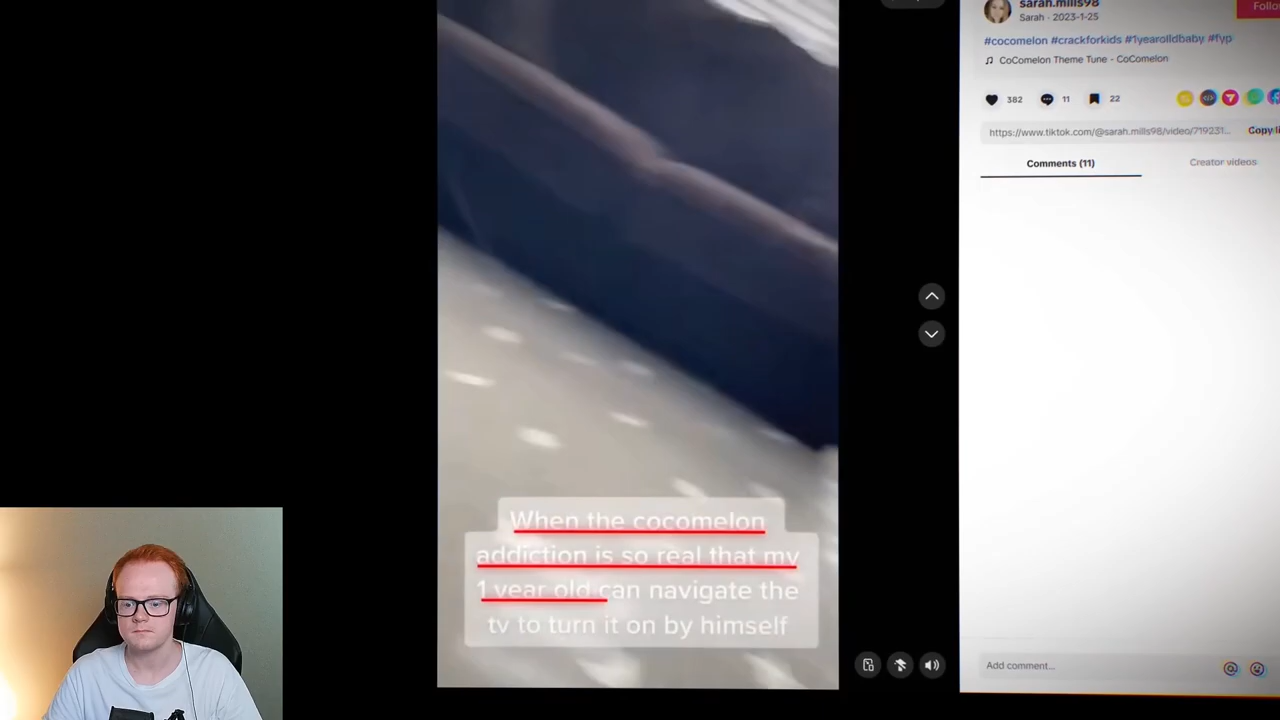 sarah.mills98
Sarah · 2023-1-25
#cocomelon #crackforkids #1yearolldbaby #fyp
CoComelon Theme Tune - CoComelon
382
11
22
https://www.tiktok.com/@sarah.mills98/video/719231...
Comments (11)
Creator videos
When the cocomelon
addiction is so real that my
1 year old can navigate the
tv to turn it on by himself
Add comment...